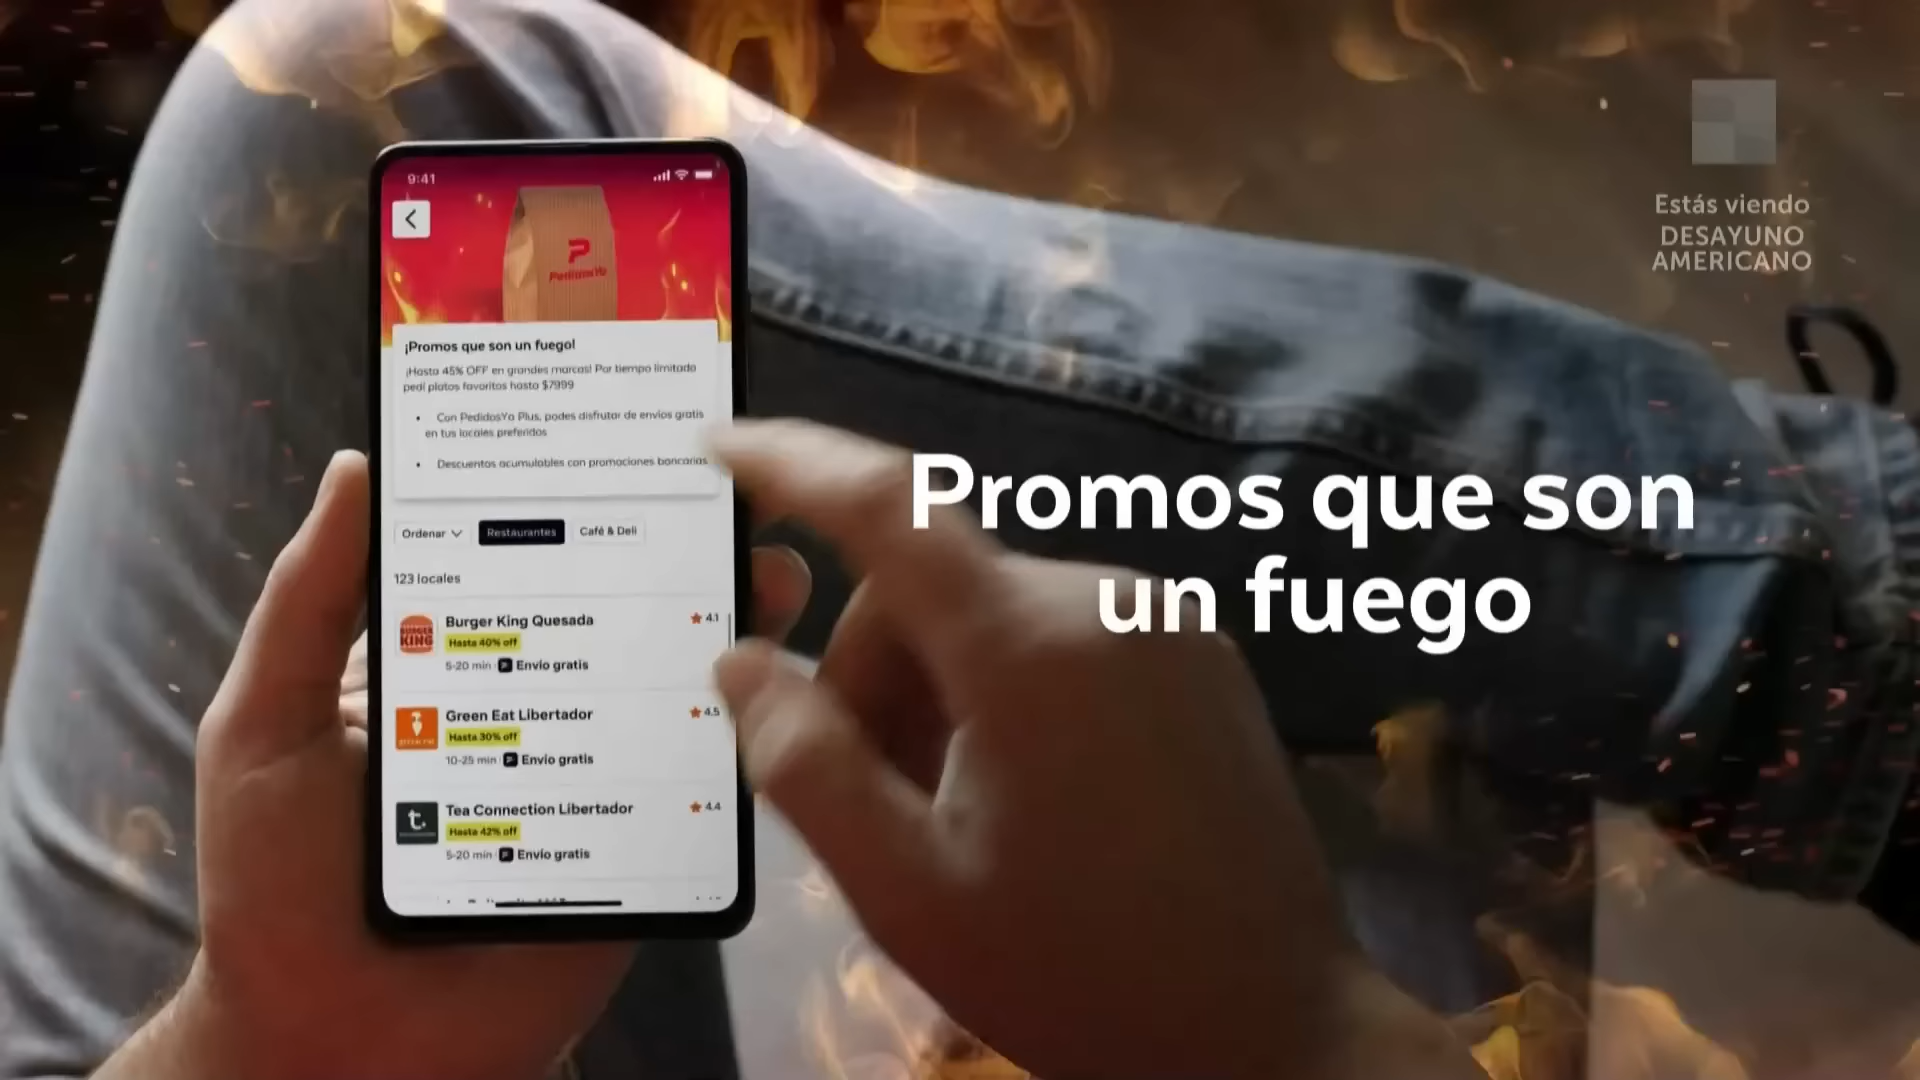 Estás viendo
DESAYUNO
AMERICANO
9:41
PedidosYa
¡Promos que son un fuego!
¡Hasta 45% OFF en grandes marcas! Por tiempo limitado
pedí platos favoritos hasta $7999
• Con PedidosYa Plus, podes disfrutar de envíos gratis
en tus locales preferidos
• Descuentos acumulables con promociones bancarias
Ordenar Restaurantes Café & Deli
123 locales
BURGER KING
Burger King Quesada 4.1
Hasta 40% off
5-20 min Envío gratis
Green Eat Libertador 4.5
Hasta 30% off
10-25 min Envío gratis
t.
Tea Connection Libertador 4.4
Hasta 42% off
5-20 min Envío gratis
Promos que son
un fuego